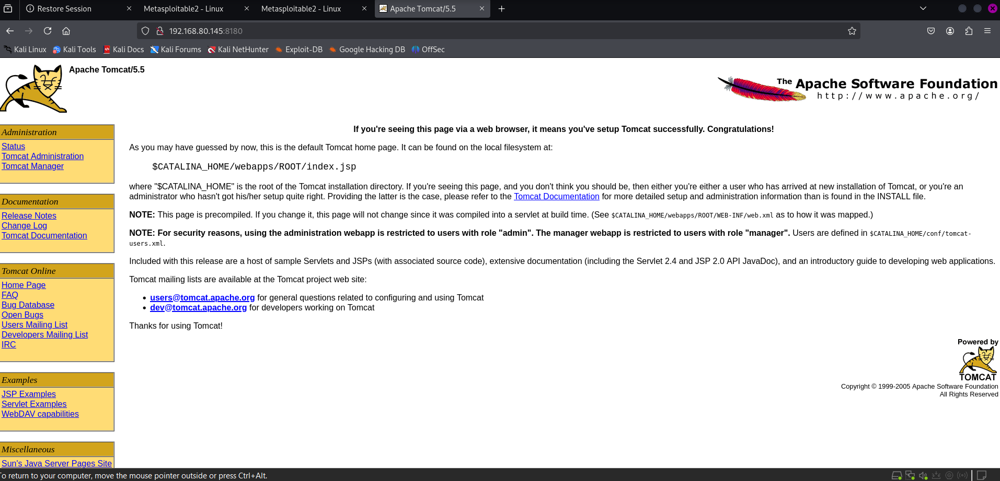 Restore Session
Metasploitable2 - Linux
Metasploitable2 - Linux
Apache Tomcat/5.5
192.168.80.145:8180
Kali Linux
Kali Tools
Kali Docs
Kali Forums
Kali NetHunter
Exploit-DB
Google Hacking DB
OffSec
Apache Tomcat/5.5
The Apache Software Foundation
http://www.apache.org/
Administration
Status
Tomcat Administration
Tomcat Manager
Documentation
Release Notes
Change Log
Tomcat Documentation
Tomcat Online
Home Page
FAQ
Bug Database
Open Bugs
Users Mailing List
Developers Mailing List
IRC
Examples
JSP Examples
Servlet Examples
WebDAV capabilities
Miscellaneous
Sun's Java Server Pages Site
If you're seeing this page via a web browser, it means you've setup Tomcat successfully. Congratulations!
As you may have guessed by now, this is the default Tomcat home page. It can be found on the local filesystem at:
$CATALINA_HOME/webapps/ROOT/index.jsp
where "$CATALINA_HOME" is the root of the Tomcat installation directory. If you're seeing this page, and you don't think you should be, then either you're either a user who has arrived at new installation of Tomcat, or you're an
administrator who hasn't got his/her setup quite right. Providing the latter is the case, please refer to the Tomcat Documentation for more detailed setup and administration information than is found in the INSTALL file.
NOTE: This page is precompiled. If you change it, this page will not change since it was compiled into a servlet at build time. (See $CATALINA_HOME/webapps/ROOT/WEB-INF/web.xml as to how it was mapped.)
NOTE: For security reasons, using the administration webapp is restricted to users with role "admin". The manager webapp is restricted to users with role "manager". Users are defined in $CATALINA_HOME/conf/tomcat-
users.xml.
Included with this release are a host of sample Servlets and JSPs (with associated source code), extensive documentation (including the Servlet 2.4 and JSP 2.0 API JavaDoc), and an introductory guide to developing web applications.
Tomcat mailing lists are available at the Tomcat project web site:
• users@tomcat.apache.org for general questions related to configuring and using Tomcat
• dev@tomcat.apache.org for developers working on Tomcat
Thanks for using Tomcat!
Powered by
TOMCAT
Copyright © 1999-2005 Apache Software Foundation
All Rights Reserved
To return to your computer, move the mouse pointer outside or press Ctrl+Alt.